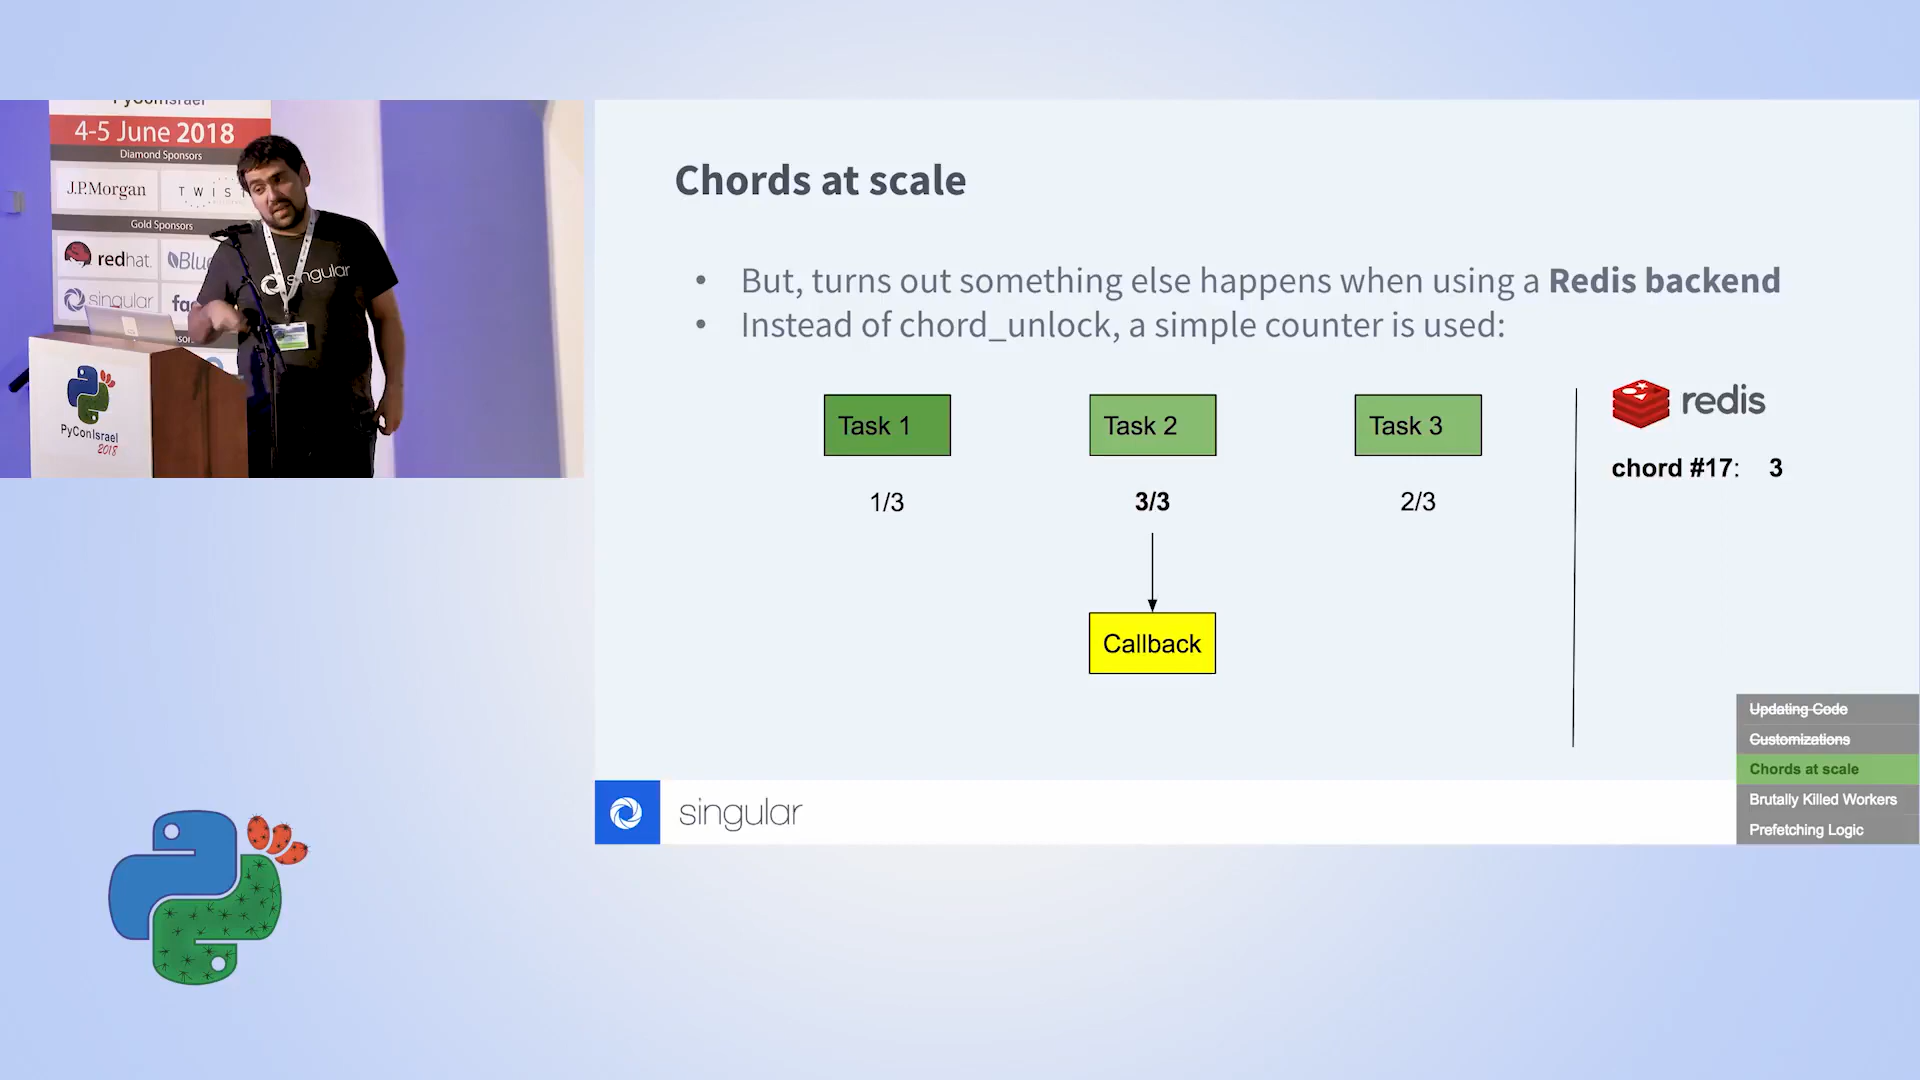 PyConIsrael
4-5 June 2018
Diamond Sponsors
J.P.Morgan
TWIS
Gold Sponsors
redhat.
Blu
singular
singular
PyConIsrael
2018
Chords at scale
• But, turns out something else happens when using a Redis backend
• Instead of chord_unlock, a simple counter is used:
Task 1
Task 2
Task 3
1/3
3/3
2/3
Callback
redis
chord #17: 3
Updating Code
Customizations
Chords at scale
Brutally Killed Workers
Prefetching Logic
singular